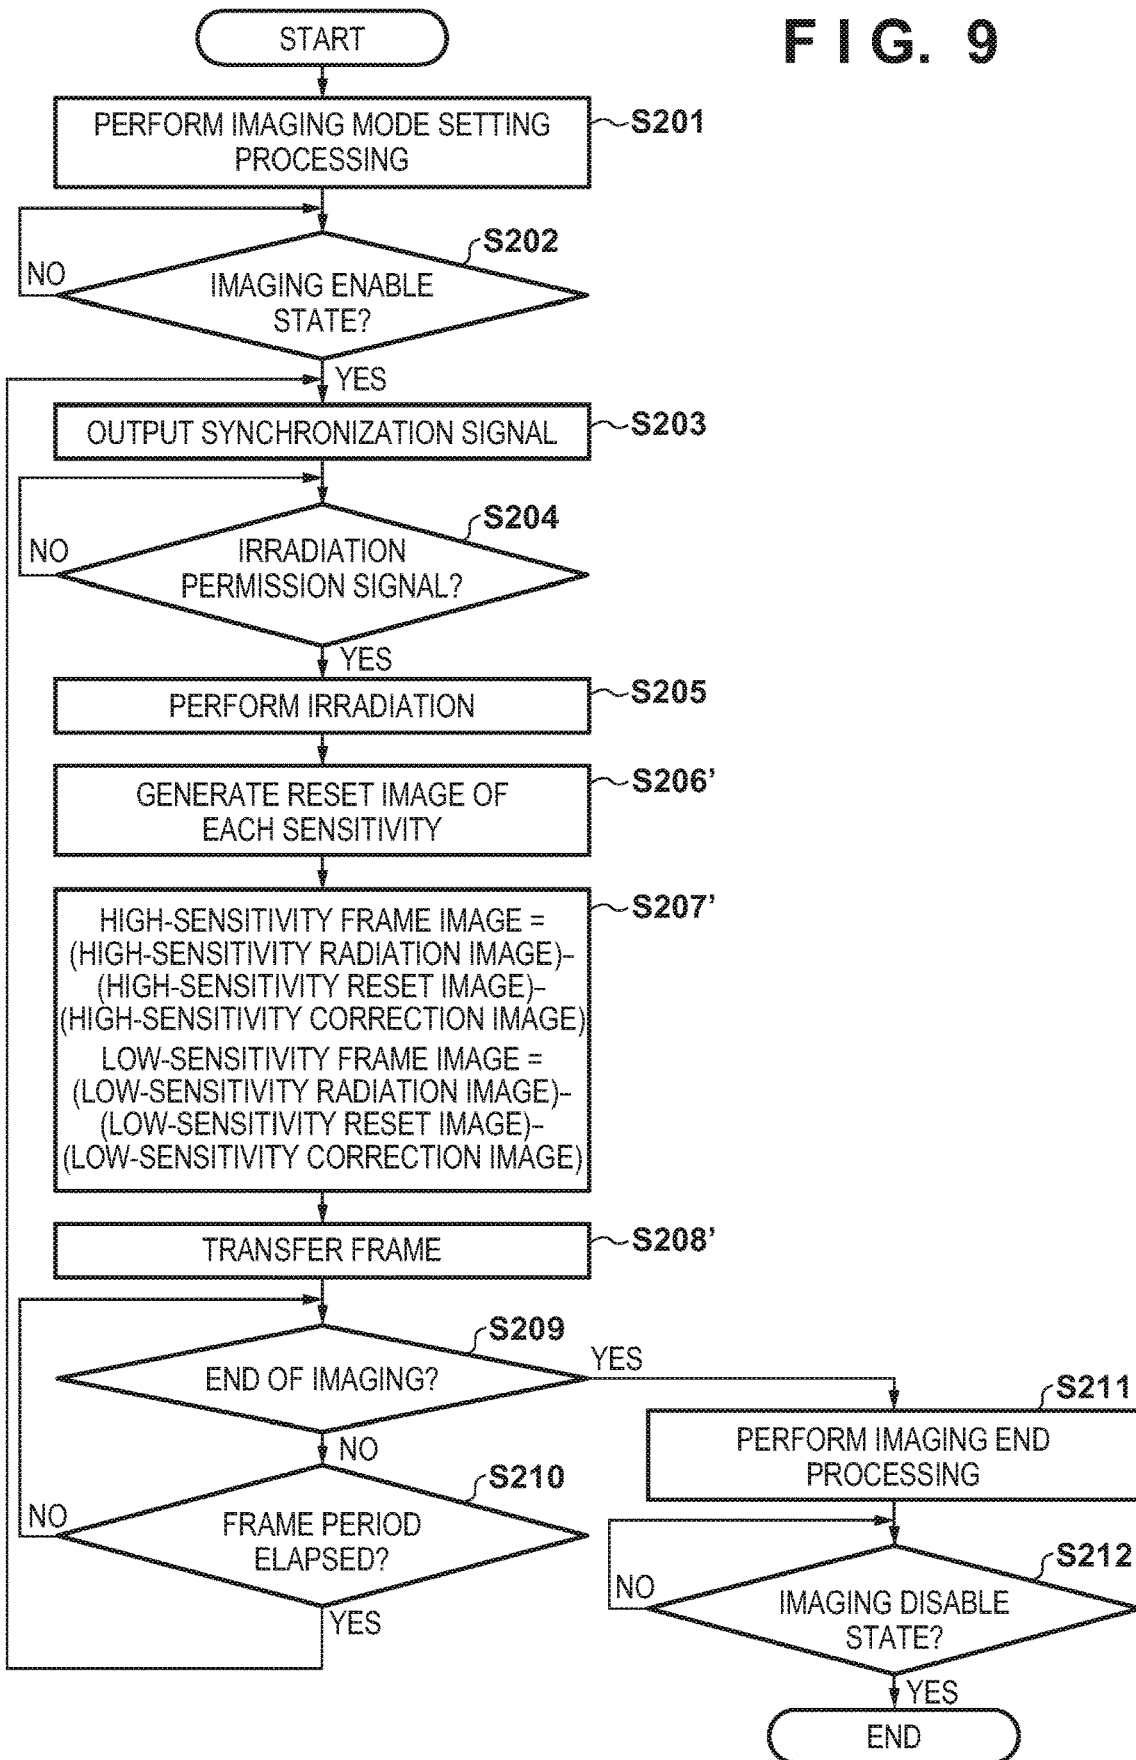 FIG. 9
START
PERFORM IMAGING MODE SETTING
PROCESSING
S201
S202
NO
IMAGING ENABLE
STATE?
YES
OUTPUT SYNCHRONIZATION SIGNAL
S203
S204
NO
IRRADIATION
PERMISSION SIGNAL?
YES
PERFORM IRRADIATION
S205
GENERATE RESET IMAGE OF
EACH SENSITIVITY
S206’
S207’
HIGH-SENSITIVITY FRAME IMAGE =
(HIGH-SENSITIVITY RADIATION IMAGE)–
(HIGH-SENSITIVITY RESET IMAGE)–
(HIGH-SENSITIVITY CORRECTION IMAGE)
LOW-SENSITIVITY FRAME IMAGE =
(LOW-SENSITIVITY RADIATION IMAGE)–
(LOW-SENSITIVITY RESET IMAGE)–
(LOW-SENSITIVITY CORRECTION IMAGE)
TRANSFER FRAME
S208’
S209
END OF IMAGING?
YES
NO
S210
NO
FRAME PERIOD
ELAPSED?
YES
S211
PERFORM IMAGING END
PROCESSING
S212
NO
IMAGING DISABLE
STATE?
YES
END